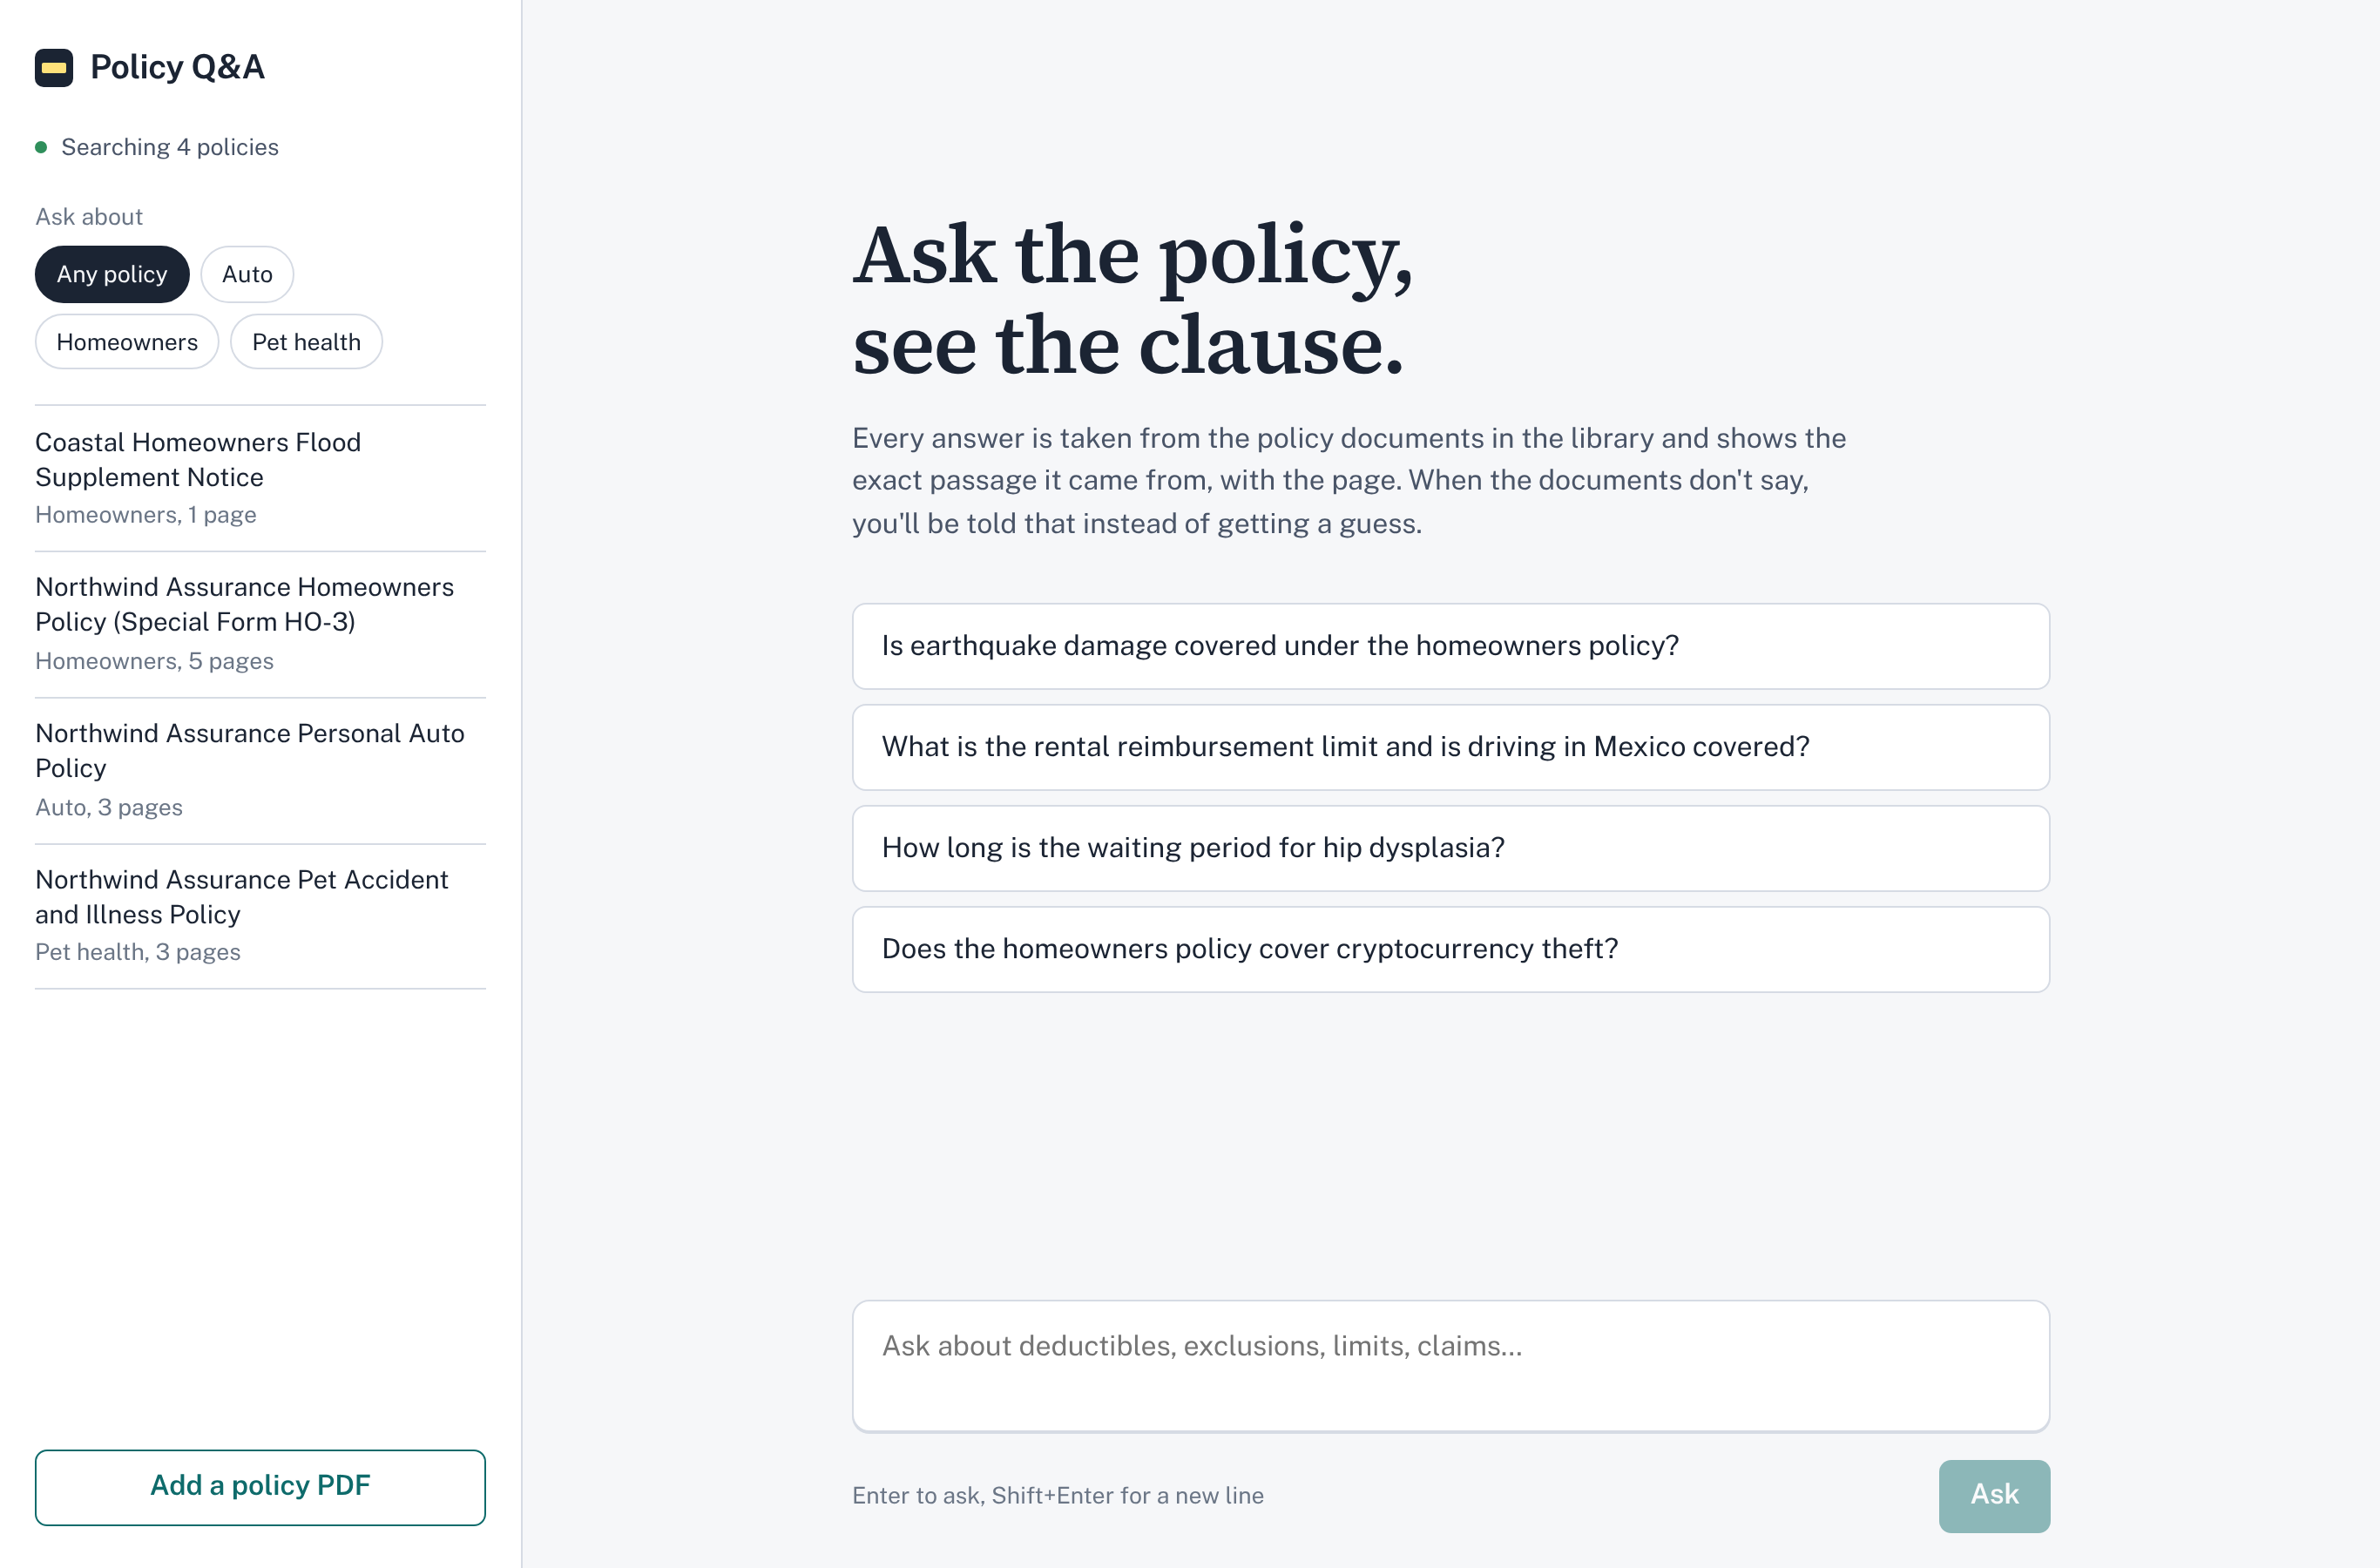 Policy Q&A
Searching 4 policies
Ask about
Any policy
Auto
Homeowners
Pet health
Coastal Homeowners Flood
Supplement Notice
Homeowners, 1 page
Northwind Assurance Homeowners
Policy (Special Form HO-3)
Homeowners, 5 pages
Northwind Assurance Personal Auto
Policy
Auto, 3 pages
Northwind Assurance Pet Accident
and Illness Policy
Pet health, 3 pages
Add a policy PDF
Ask the policy,
see the clause.
Every answer is taken from the policy documents in the library and shows the
exact passage it came from, with the page. When the documents don't say,
you'll be told that instead of getting a guess.
Is earthquake damage covered under the homeowners policy?
What is the rental reimbursement limit and is driving in Mexico covered?
How long is the waiting period for hip dysplasia?
Does the homeowners policy cover cryptocurrency theft?
Ask about deductibles, exclusions, limits, claims...
Enter to ask, Shift+Enter for a new line
Ask